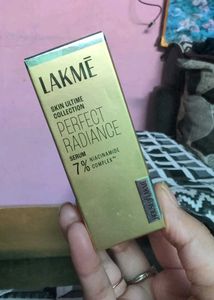 LAKMĒ
SKIN ULTIME
COLLECTION
PERFECT
RADIANCE
SERUM
7% NIACINAMIDE
COMPLEX™